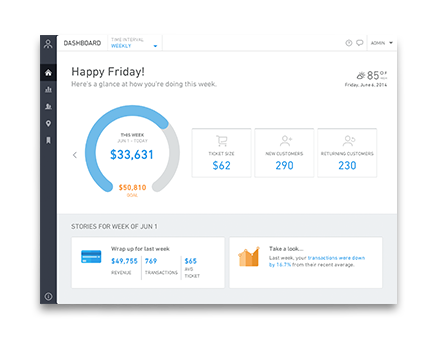 DASHBOARD
TIME INTERVAL:
WEEKLY
ADMIN
Happy Friday!
Here's a glance at how you're doing this week.
85°F
Friday, June 6, 2014
THIS WEEK
JUN 1 – TODAY
$33,631
$50,810
GOAL
TICKET SIZE
$62
NEW CUSTOMERS
290
RETURNING CUSTOMERS
230
STORIES FOR WEEK OF JUN 1
Wrap up for last week
$49,755
REVENUE
769
TRANSACTIONS
$65
AVG
TICKET
Take a look...
Last week, your transactions were down
by 16.7% from their recent average.